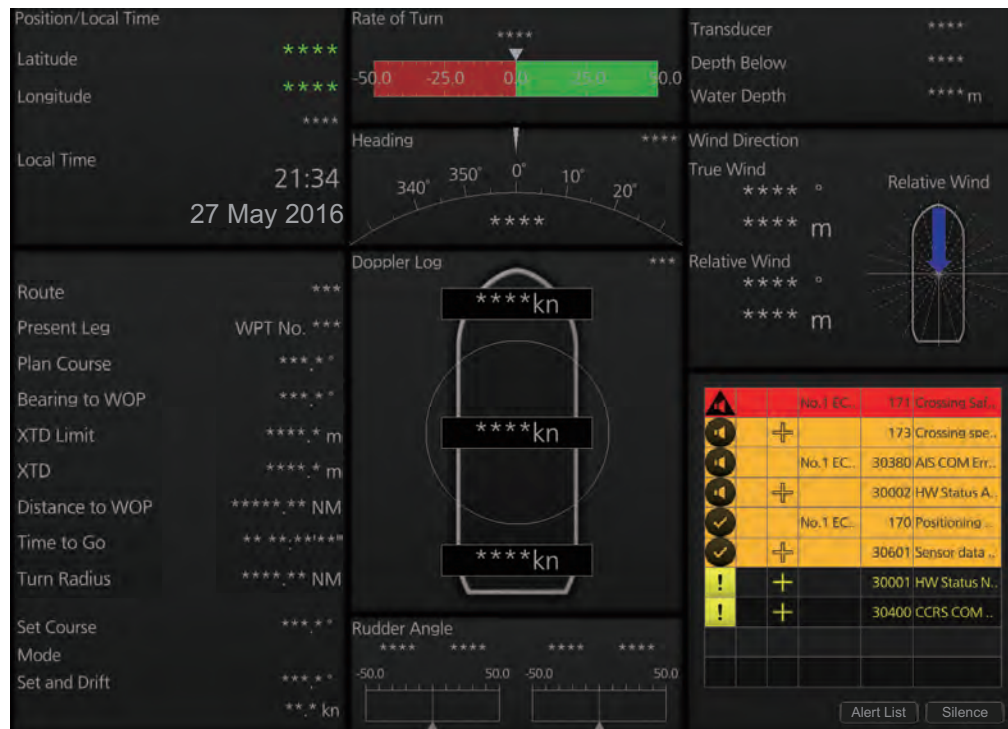 Position/Local Time
Latitude ****
Longitude ****
****
Local Time
21:34
27 May 2016
Route ***
Present Leg WPT No. ***
Plan Course ***.*°
Bearing to WOP ***.*°
XTD Limit ****.* m
XTD ****.* m
Distance to WOP *****.** NM
Time to Go ** **:**'**"
Turn Radius ****.** NM
Set Course ***.*°
Mode
Set and Drift ***.*°
**.* kn
Rate of Turn
****
-50.0 -25.0 0.0 25.0 50.0
Heading ****
340° 350° 0° 10° 20°
****
Doppler Log ***
****kn
****kn
****kn
Rudder Angle
**** **** **** ****
-50.0 50.0 -50.0 50.0
Transducer ****
Depth Below ****
Water Depth **** m
Wind Direction
True Wind
**** °
**** m
Relative Wind
Relative Wind
**** °
**** m
No.1 EC.. 171 Crossing Saf..
173 Crossing spe..
No.1 EC.. 30380 AIS COM Err..
30002 HW Status A..
No.1 EC.. 170 Positioning ..
30601 Sensor data ..
! 30001 HW Status N..
! 30400 CCRS COM ..
Alert List Silence